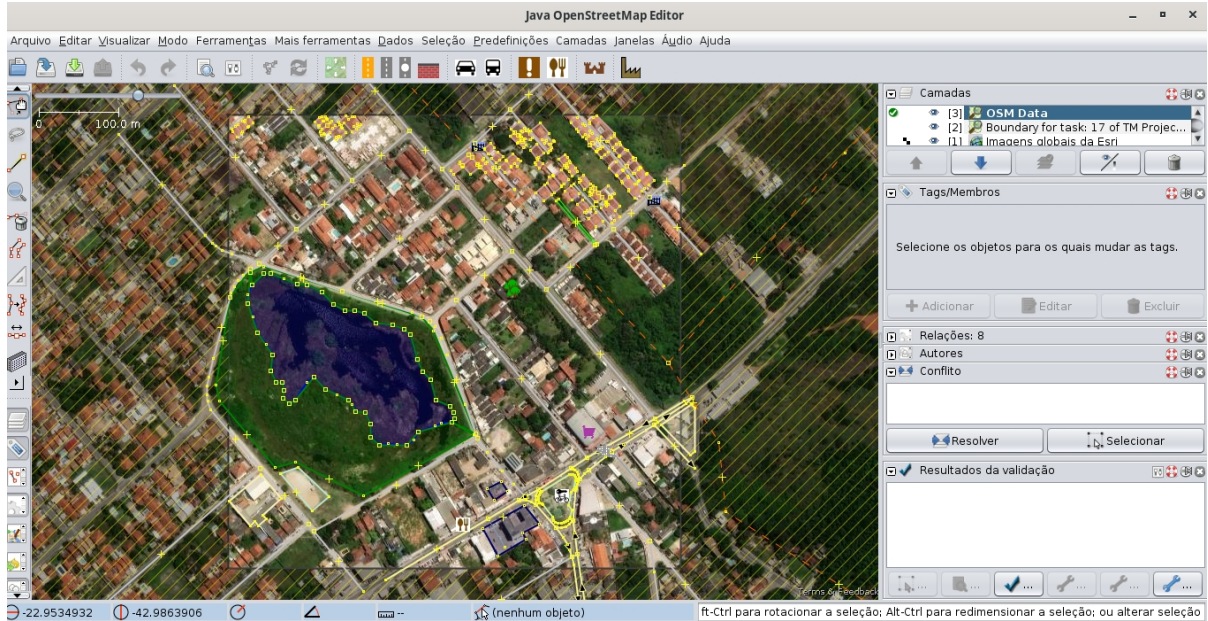 Java OpenStreetMap Editor
Arquivo Editar Visualizar Modo Ferramentas Mais ferramentas Dados Seleção Predefinições Camadas Janelas Áudio Ajuda
0 100.0 m
Camadas
[3] OSM Data
[2] Boundary for task: 17 of TM Projec...
[1] Imagens globais da Esri
Tags/Membros
Selecione os objetos para os quais mudar as tags.
Adicionar Editar Excluir
Relações: 8
Autores
Conflito
Resolver Selecionar
Resultados da validação
Terms & Feedback
-22.9534932 -42.9863906 -- (nenhum objeto) ft-Ctrl para rotacionar a seleção; Alt-Ctrl para redimensionar a seleção; ou alterar seleção